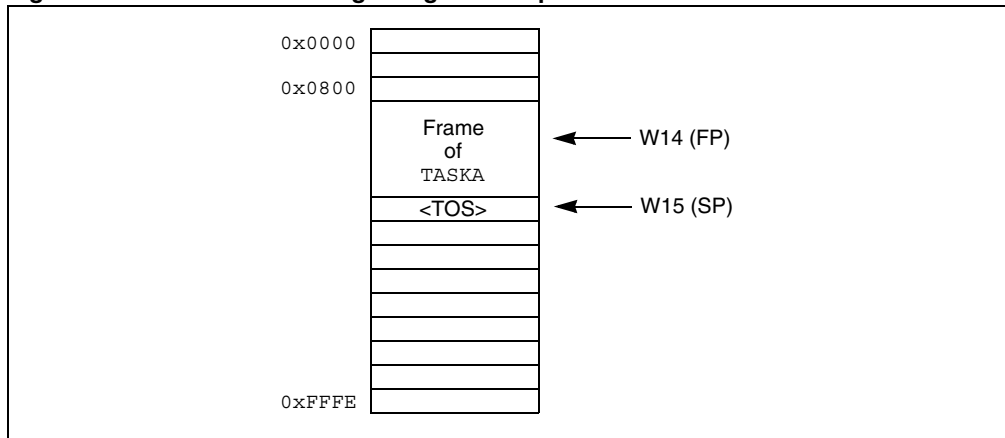 0x0000
0x0800
Frame
of
TASKA
W14 (FP)
<TOS>
W15 (SP)
0xFFFE